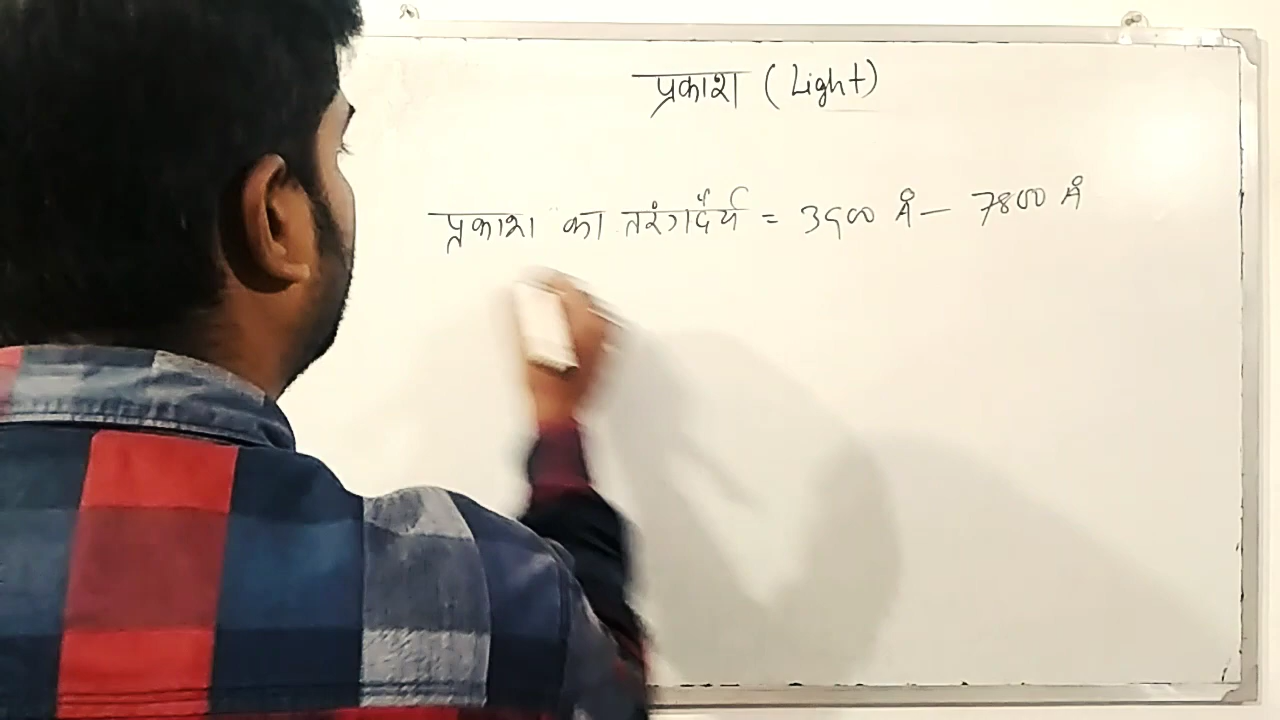 प्रकाश (Light)
प्रकाश का तरंगदैर्य = 3900 Å – 7800 Å